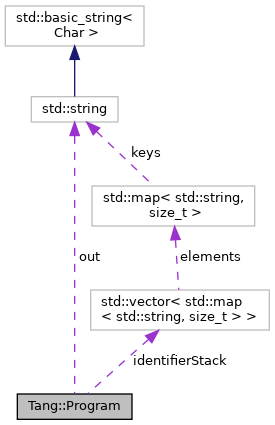 std::basic_string<
Char >
std::string
keys
std::map< std::string,
size_t >
out
elements
std::vector< std::map
< std::string, size_t > >
identifierStack
Tang::Program